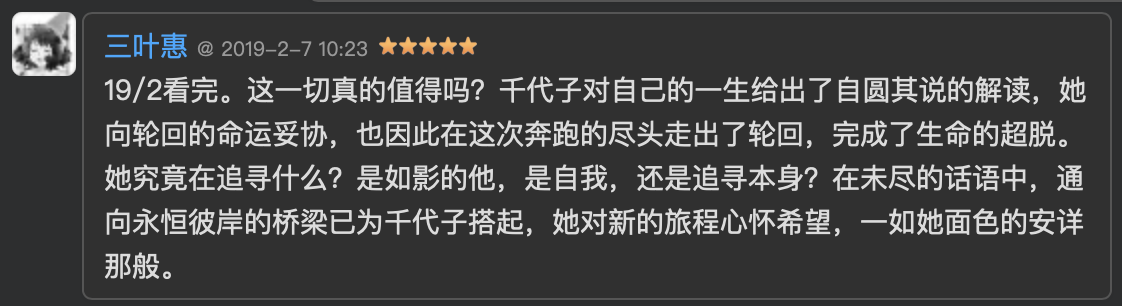 三叶惠 @ 2019-2-7 10:23
19/2看完。这一切真的值得吗？千代子对自己的一生给出了自圆其说的解读，她
向轮回的命运妥协，也因此在这次奔跑的尽头走出了轮回，完成了生命的超脱。
她究竟在追寻什么？是如影的他，是自我，还是追寻本身？在未尽的话语中，通
向永恒彼岸的桥梁已为千代子搭起，她对新的旅程心怀希望，一如她面色的安详
那般。